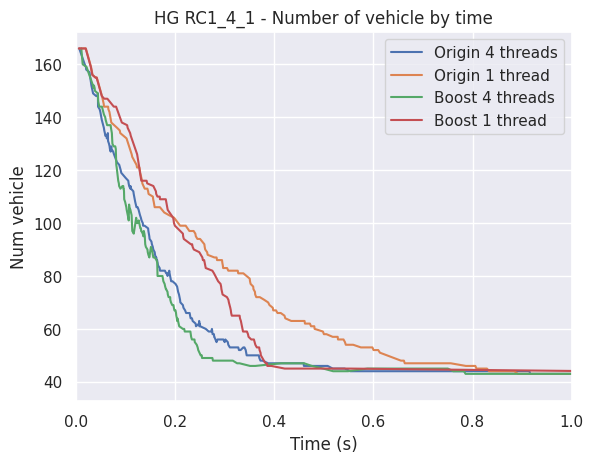 HG RC1_4_1 - Number of vehicle by time
Origin 4 threads
Origin 1 thread
Boost 4 threads
Boost 1 thread
Num vehicle
160
140
120
100
80
60
40
0.0 0.2 0.4 0.6 0.8 1.0
Time (s)